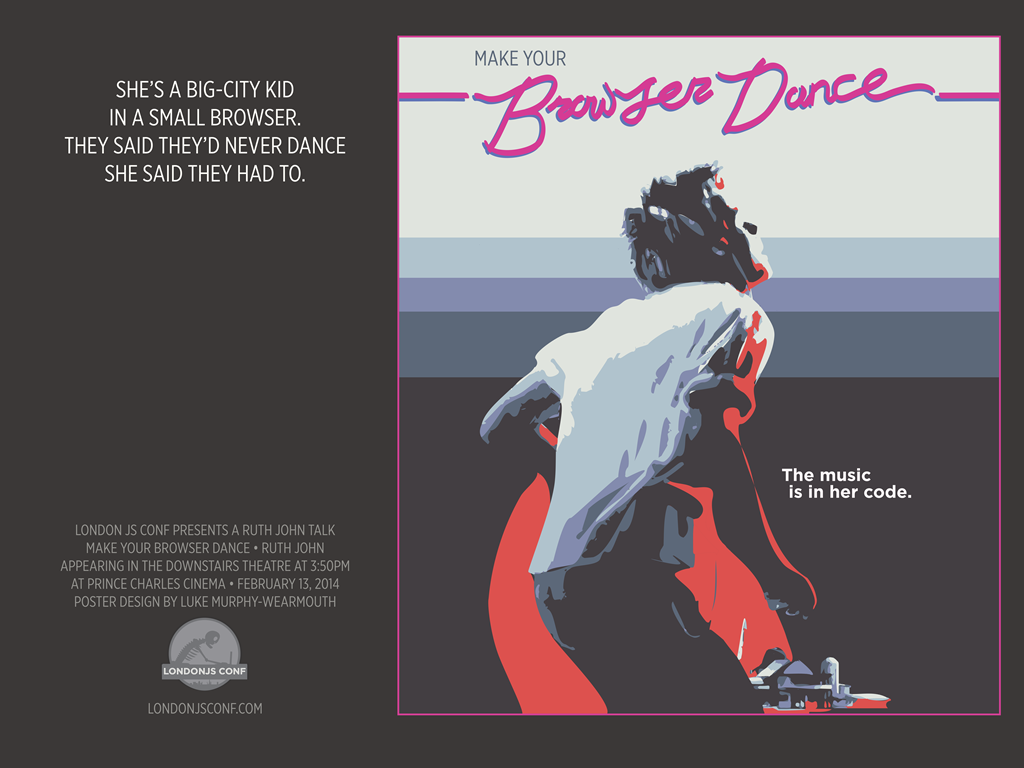 SHE'S A BIG-CITY KID
IN A SMALL BROWSER.
THEY SAID THEY'D NEVER DANCE
SHE SAID THEY HAD TO.
LONDON JS CONF PRESENTS A RUTH JOHN TALK
MAKE YOUR BROWSER DANCE • RUTH JOHN
APPEARING IN THE DOWNSTAIRS THEATRE AT 3:50PM
AT PRINCE CHARLES CINEMA • FEBRUARY 13, 2014
POSTER DESIGN BY LUKE MURPHY-WEARMOUTH
LONDONJS CONF
LONDONJSCONF.COM
MAKE YOUR
Browser Dance
The music
is in her code.